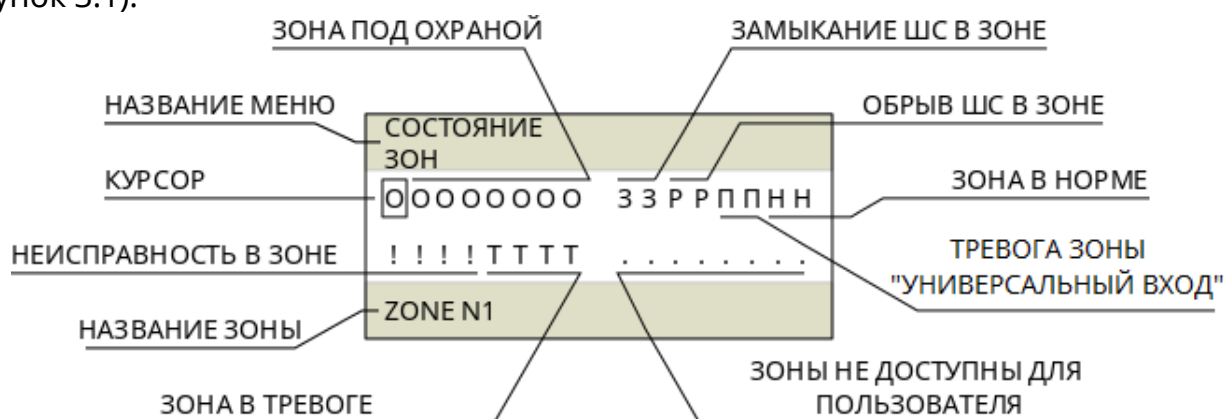 унок 3.1).
ЗОНА ПОД ОХРАНОЙ
ЗАМЫКАНИЕ ШС В ЗОНЕ
НАЗВАНИЕ МЕНЮ
ОБРЫВ ШС В ЗОНЕ
СОСТОЯНИЕ
ЗОН
КУРСОР
О О О О О О О О З З Р Р П П Н Н
ЗОНА В НОРМЕ
НЕИСПРАВНОСТЬ В ЗОНЕ
! ! ! ! Т Т Т Т . . . . . . . .
ТРЕВОГА ЗОНЫ
"УНИВЕРСАЛЬНЫЙ ВХОД"
НАЗВАНИЕ ЗОНЫ
ZONE N1
ЗОНА В ТРЕВОГЕ
ЗОНЫ НЕ ДОСТУПНЫ ДЛЯ
ПОЛЬЗОВАТЕЛЯ